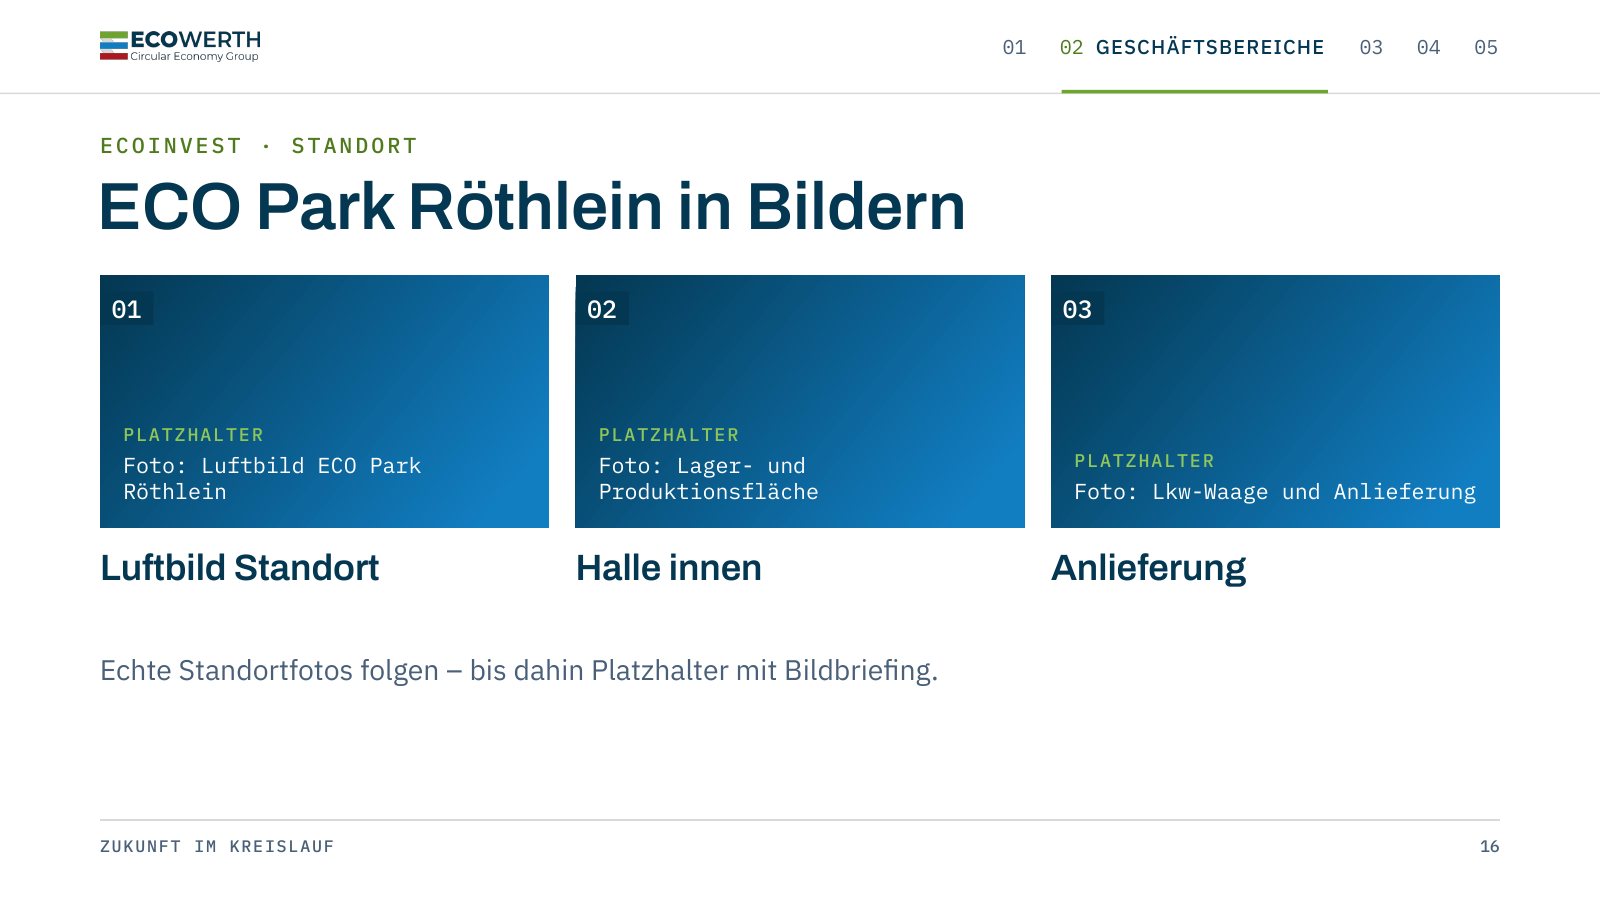 ECOWERTH
Circular Economy Group
01 02 GESCHÄFTSBEREICHE 03 04 05
ECOINVEST · STANDORT
ECO Park Röthlein in Bildern
01
PLATZHALTER
Foto: Luftbild ECO Park
Röthlein
Luftbild Standort
02
PLATZHALTER
Foto: Lager- und
Produktionsfläche
Halle innen
03
PLATZHALTER
Foto: Lkw-Waage und Anlieferung
Anlieferung
Echte Standortfotos folgen – bis dahin Platzhalter mit Bildbriefing.
ZUKUNFT IM KREISLAUF
16